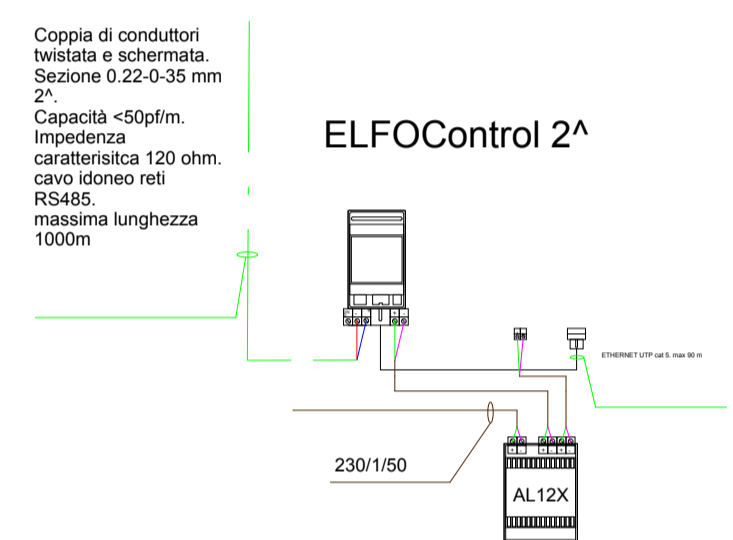 Coppia di conduttori
twistata e schermata.
Sezione 0.22-0-35 mm
2^.
Capacità <50pf/m.
Impedenza
caratterisitca 120 ohm.
cavo idoneo reti
RS485.
massima lunghezza
1000m
ELFOControl 2^
ETHERNET UTP cat 5. max 90 m
230/1/50
AL12X